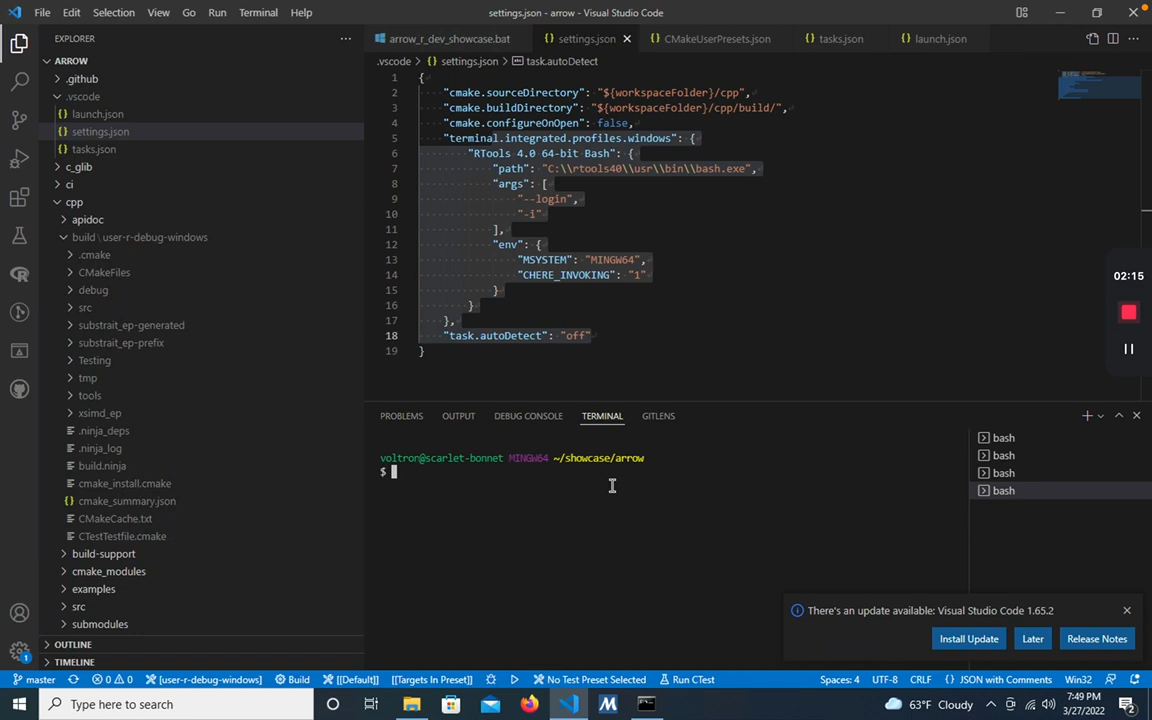 File Edit Selection View Go Run Terminal Help
settings.json - arrow - Visual Studio Code
EXPLORER
ARROW
.github
.vscode
launch.json
settings.json
tasks.json
c_glib
ci
cpp
apidoc
build \ user-r-debug-windows
.cmake
CMakeFiles
debug
src
substrait_ep-generated
substrait_ep-prefix
Testing
tmp
tools
xsimd_ep
.ninja_deps
.ninja_log
build.ninja
cmake_install.cmake
cmake_summary.json
CMakeCache.txt
CTestTestfile.cmake
build-support
cmake_modules
examples
src
submodules
OUTLINE
TIMELINE
arrow_r_dev_showcase.bat
settings.json
CMakeUserPresets.json
tasks.json
launch.json
.vscode > settings.json > task.autoDetect
1 {
2 "cmake.sourceDirectory": "${workspaceFolder}/cpp",
3 "cmake.buildDirectory": "${workspaceFolder}/cpp/build/",
4 "cmake.configureOnOpen": false,
5 "terminal.integrated.profiles.windows": {
6 "RTools 4.0 64-bit Bash": {
7 "path": "C:\\rtools40\\usr\\bin\\bash.exe",
8 "args": [
9 "--login",
10 "-i"
11 ],
12 "env": {
13 "MSYSTEM": "MINGW64",
14 "CHERE_INVOKING": "1"
15 }
16 }
17 },
18 "task.autoDetect": "off"
19 }
02:15
PROBLEMS OUTPUT DEBUG CONSOLE TERMINAL GITLENS
voltron@scarlet-bonnet MINGW64 ~/showcase/arrow
$
bash
bash
bash
bash
There's an update available: Visual Studio Code 1.65.2
Install Update
Later
Release Notes
1
master 0 0 [user-r-debug-windows] Build [[Default]] [[Targets In Preset]] No Test Preset Selected Run CTest Spaces: 4 UTF-8 CRLF {} JSON with Comments Win32
Type here to search
63°F Cloudy
7:49 PM
3/27/2022
2